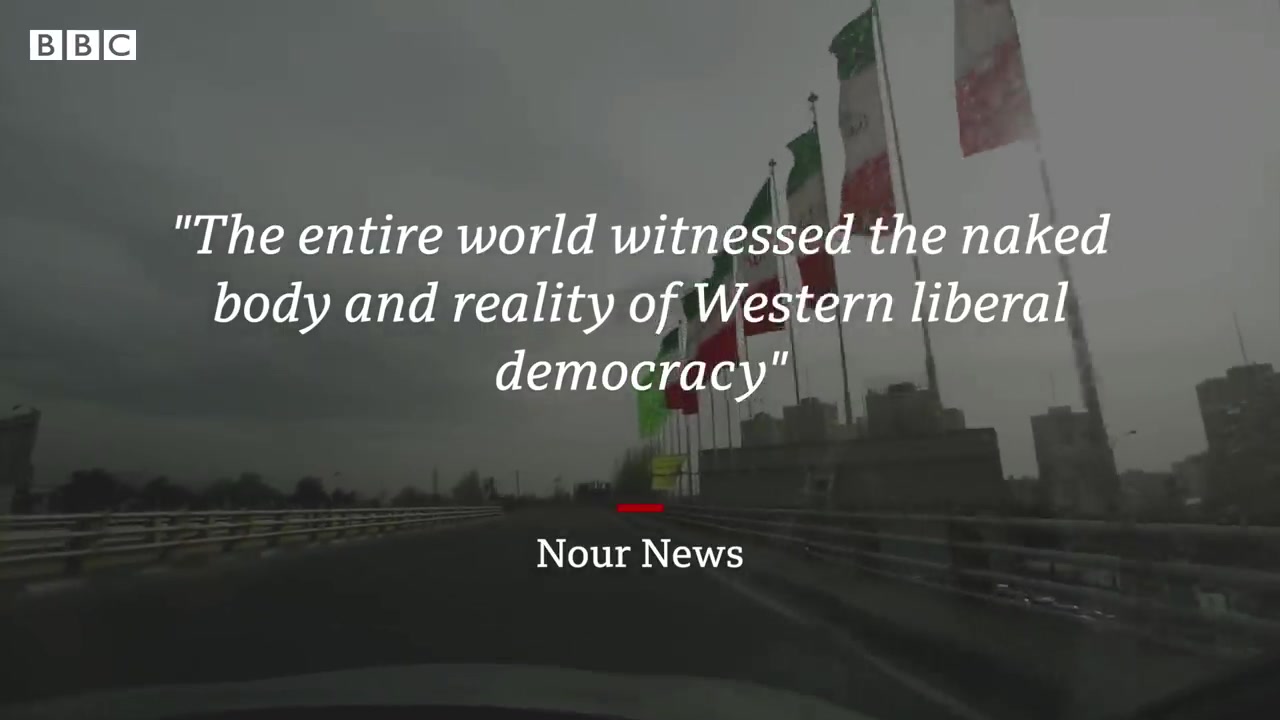 BBC
"The entire world witnessed the naked
body and reality of Western liberal
democracy"
Nour News